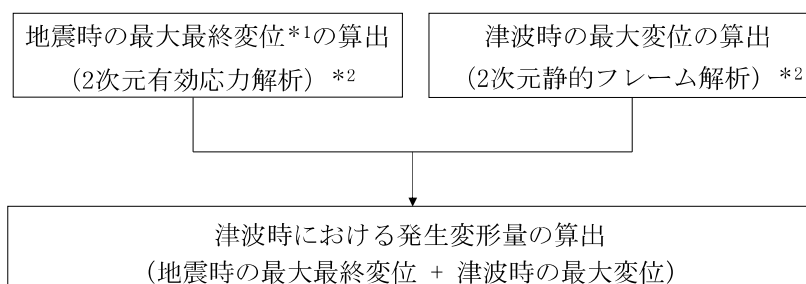 地震時の最大最終変位*1の算出
（2次元有効応力解析）*2
津波時の最大変位の算出
（2次元静的フレーム解析）*2
津波時における発生変形量の算出
（地震時の最大最終変位 + 津波時の最大変位）